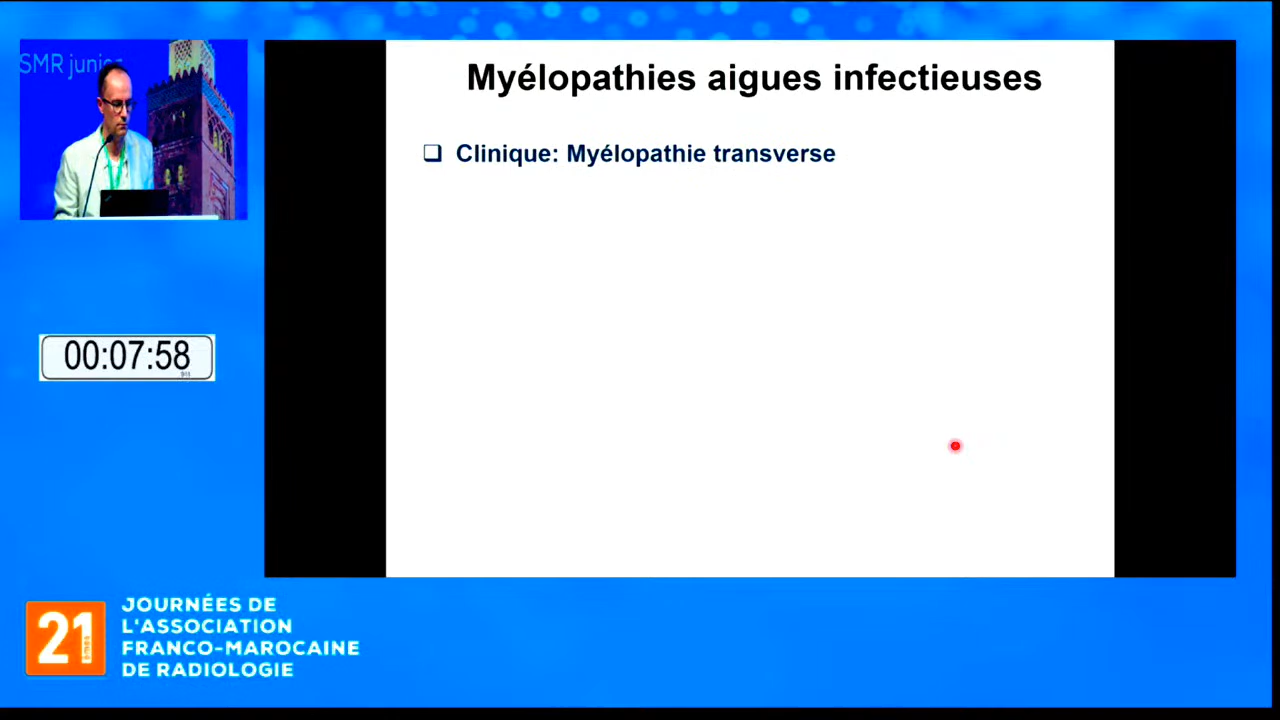 SMR junior
Myélopathies aigues infectieuses
❑ Clinique: Myélopathie transverse
00:07:58
21
èmes
JOURNÉES DE
L'ASSOCIATION
FRANCO-MAROCAINE
DE RADIOLOGIE